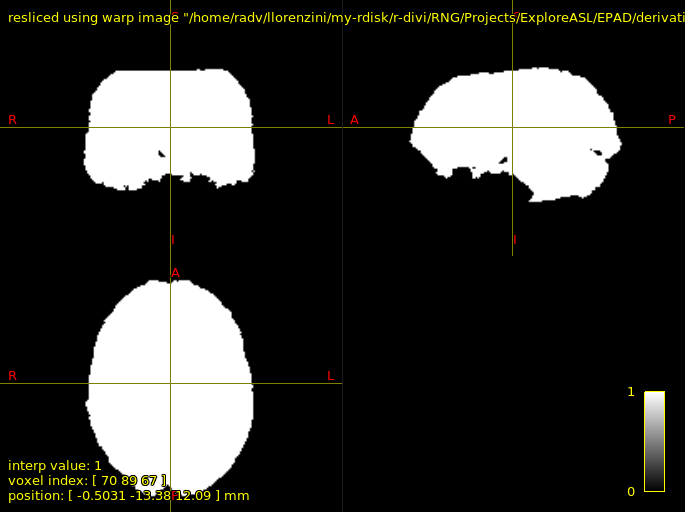 resliced using warp image "/home/radv/llorenzini/my-rdisk/r-divi/RNG/Projects/ExploreASL/EPAD/derivati
S
S
R
L
A
P
I
I
A
R
L
1
interp value: 1
voxel index: [ 70 89 67 ]
0
position: [ -0.5031 -13.38 12.09 ] mm
P